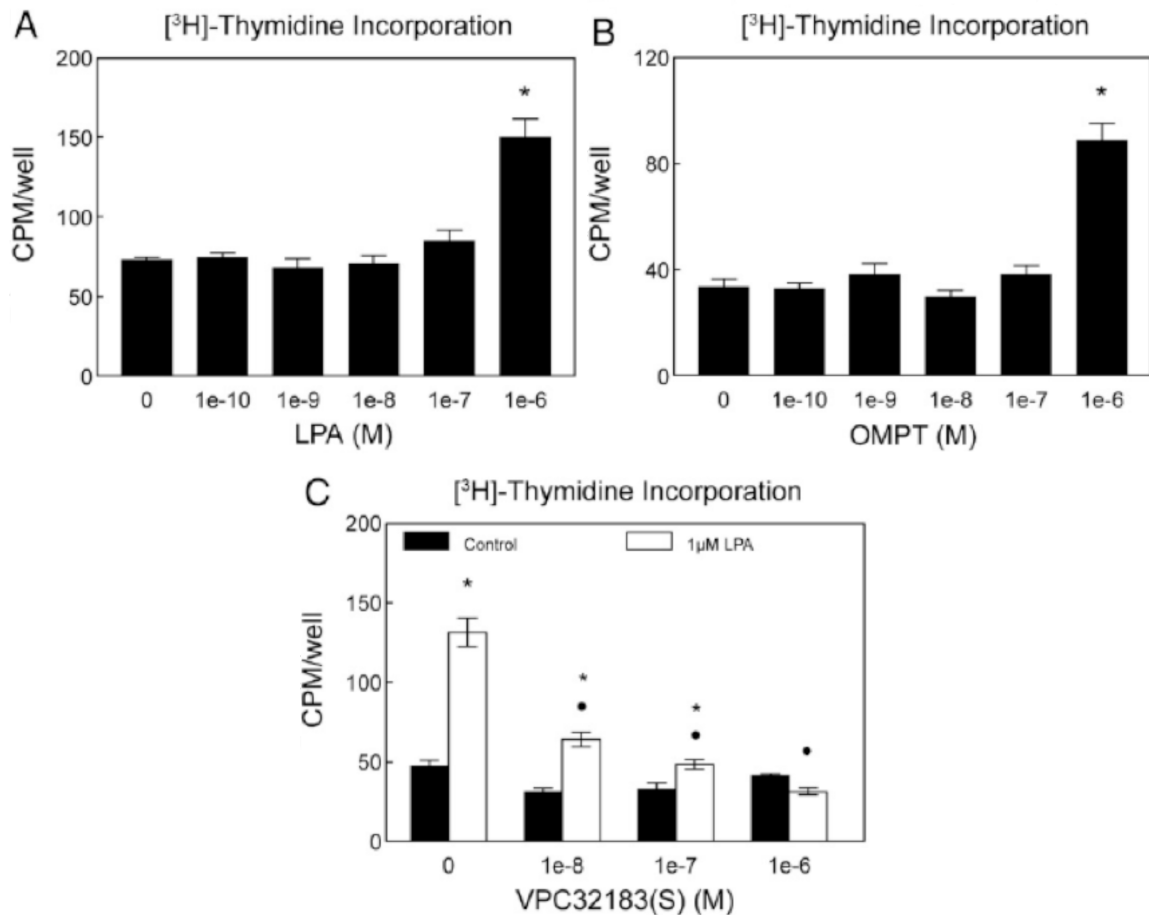 A
[³H]-Thymidine Incorporation
200
150
100
50
0
CPM/well
*
0 1e-10 1e-9 1e-8 1e-7 1e-6
LPA (M)
B
[³H]-Thymidine Incorporation
120
80
40
0
CPM/well
*
0 1e-10 1e-9 1e-8 1e-7 1e-6
OMPT (M)
C
[³H]-Thymidine Incorporation
200
150
100
50
0
CPM/well
Control 1µM LPA
*
*
•
*
•
•
0 1e-8 1e-7 1e-6
VPC32183(S) (M)